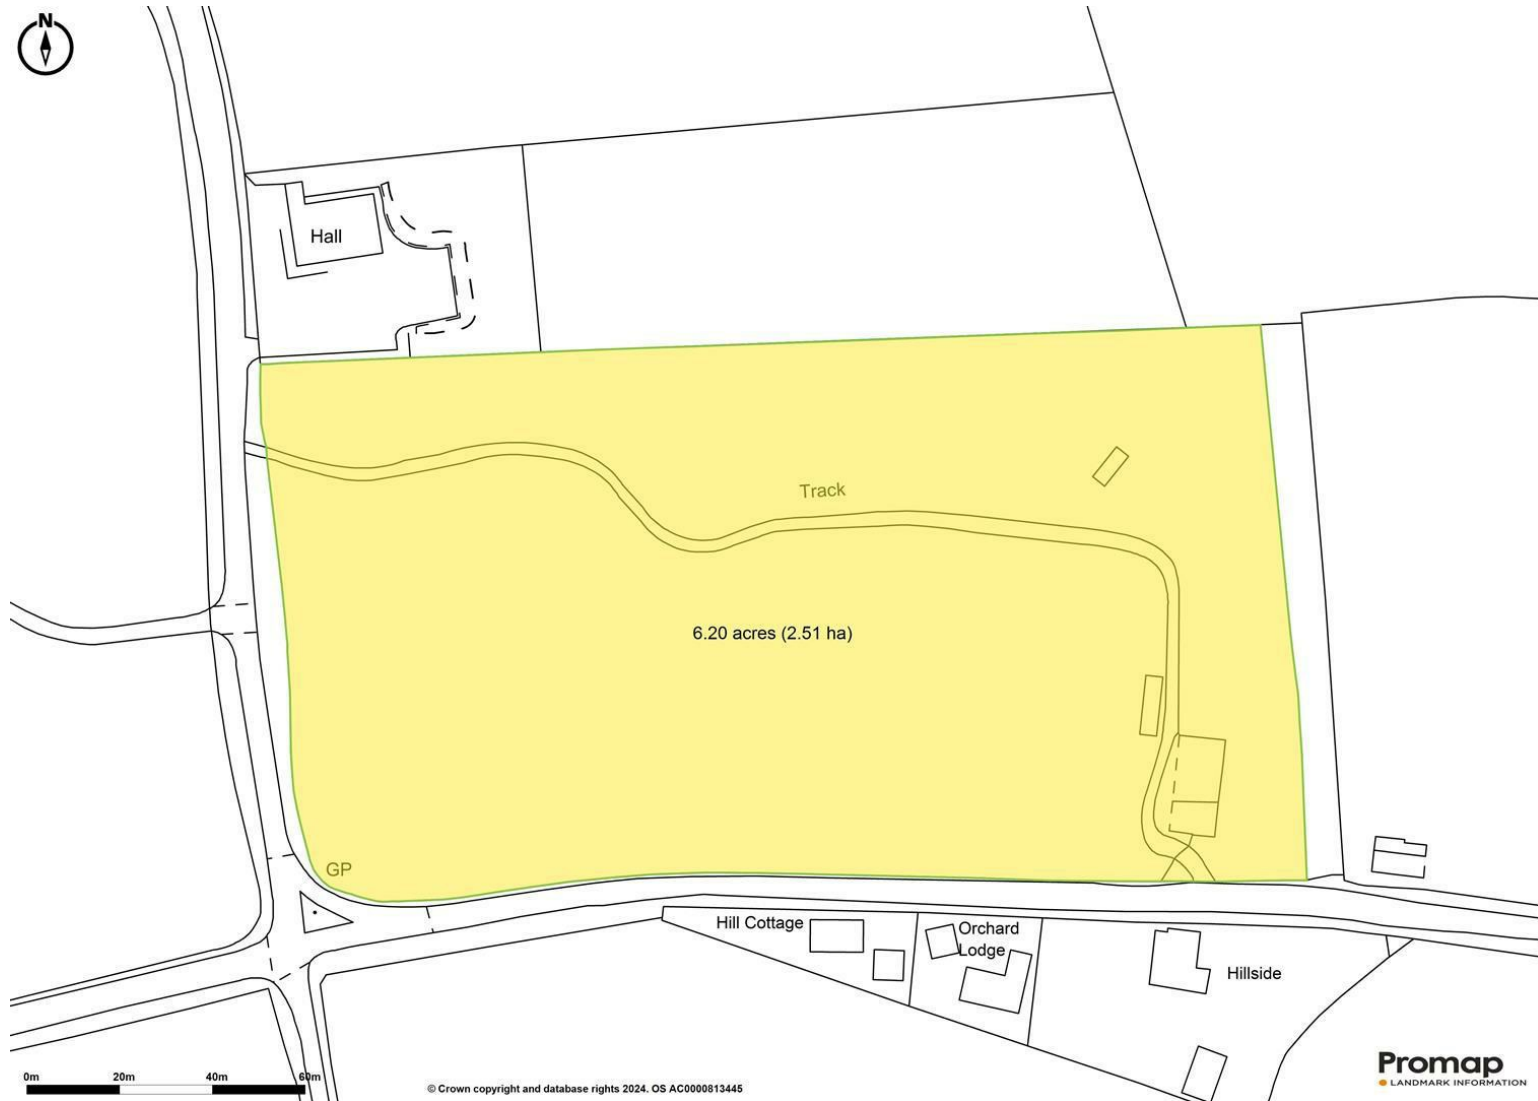 N
Hall
Track
6.20 acres (2.51 ha)
GP
Hill Cottage
Orchard
Lodge
Hillside
0m 20m 40m 60m
© Crown copyright and database rights 2024. OS AC0000813445
Promap
LANDMARK INFORMATION